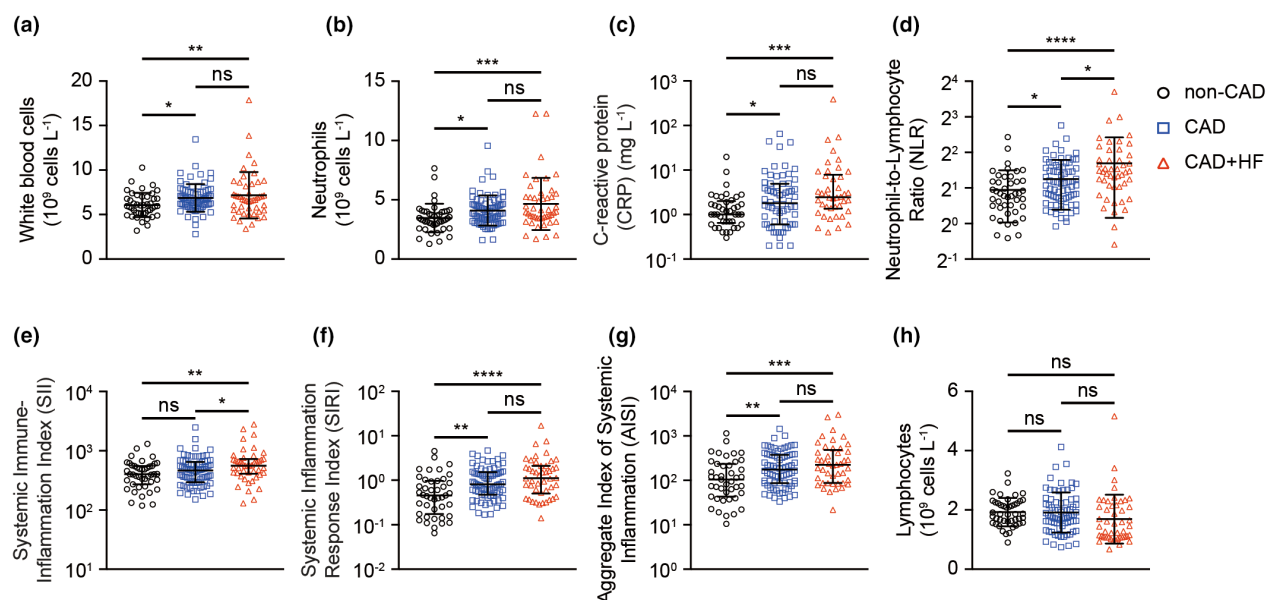 (a)
White blood cells
(10⁹ cells L⁻¹)
20
15
10
5
0
**
ns
*
(b)
Neutrophils
(10⁹ cells L⁻¹)
15
10
5
0
***
ns
*
(c)
C-reactive protein
(CRP) (mg L⁻¹)
10³
10²
10¹
10⁰
10⁻¹
***
ns
*
(d)
Neutrophil-to-Lymphocyte
Ratio (NLR)
2⁴
2³
2²
2¹
2⁰
2⁻¹
****
*
*
non-CAD
CAD
CAD+HF
(e)
Systemic Immune-
Inflammation Index (SII)
10⁴
10³
10²
10¹
**
ns
*
(f)
Systemic Inflammation
Response Index (SIRI)
10²
10¹
10⁰
10⁻¹
10⁻²
****
ns
**
(g)
Aggregate Index of Systemic
Inflammation (AISI)
10⁴
10³
10²
10¹
10⁰
***
ns
**
(h)
Lymphocytes
(10⁹ cells L⁻¹)
6
4
2
0
ns
ns
ns